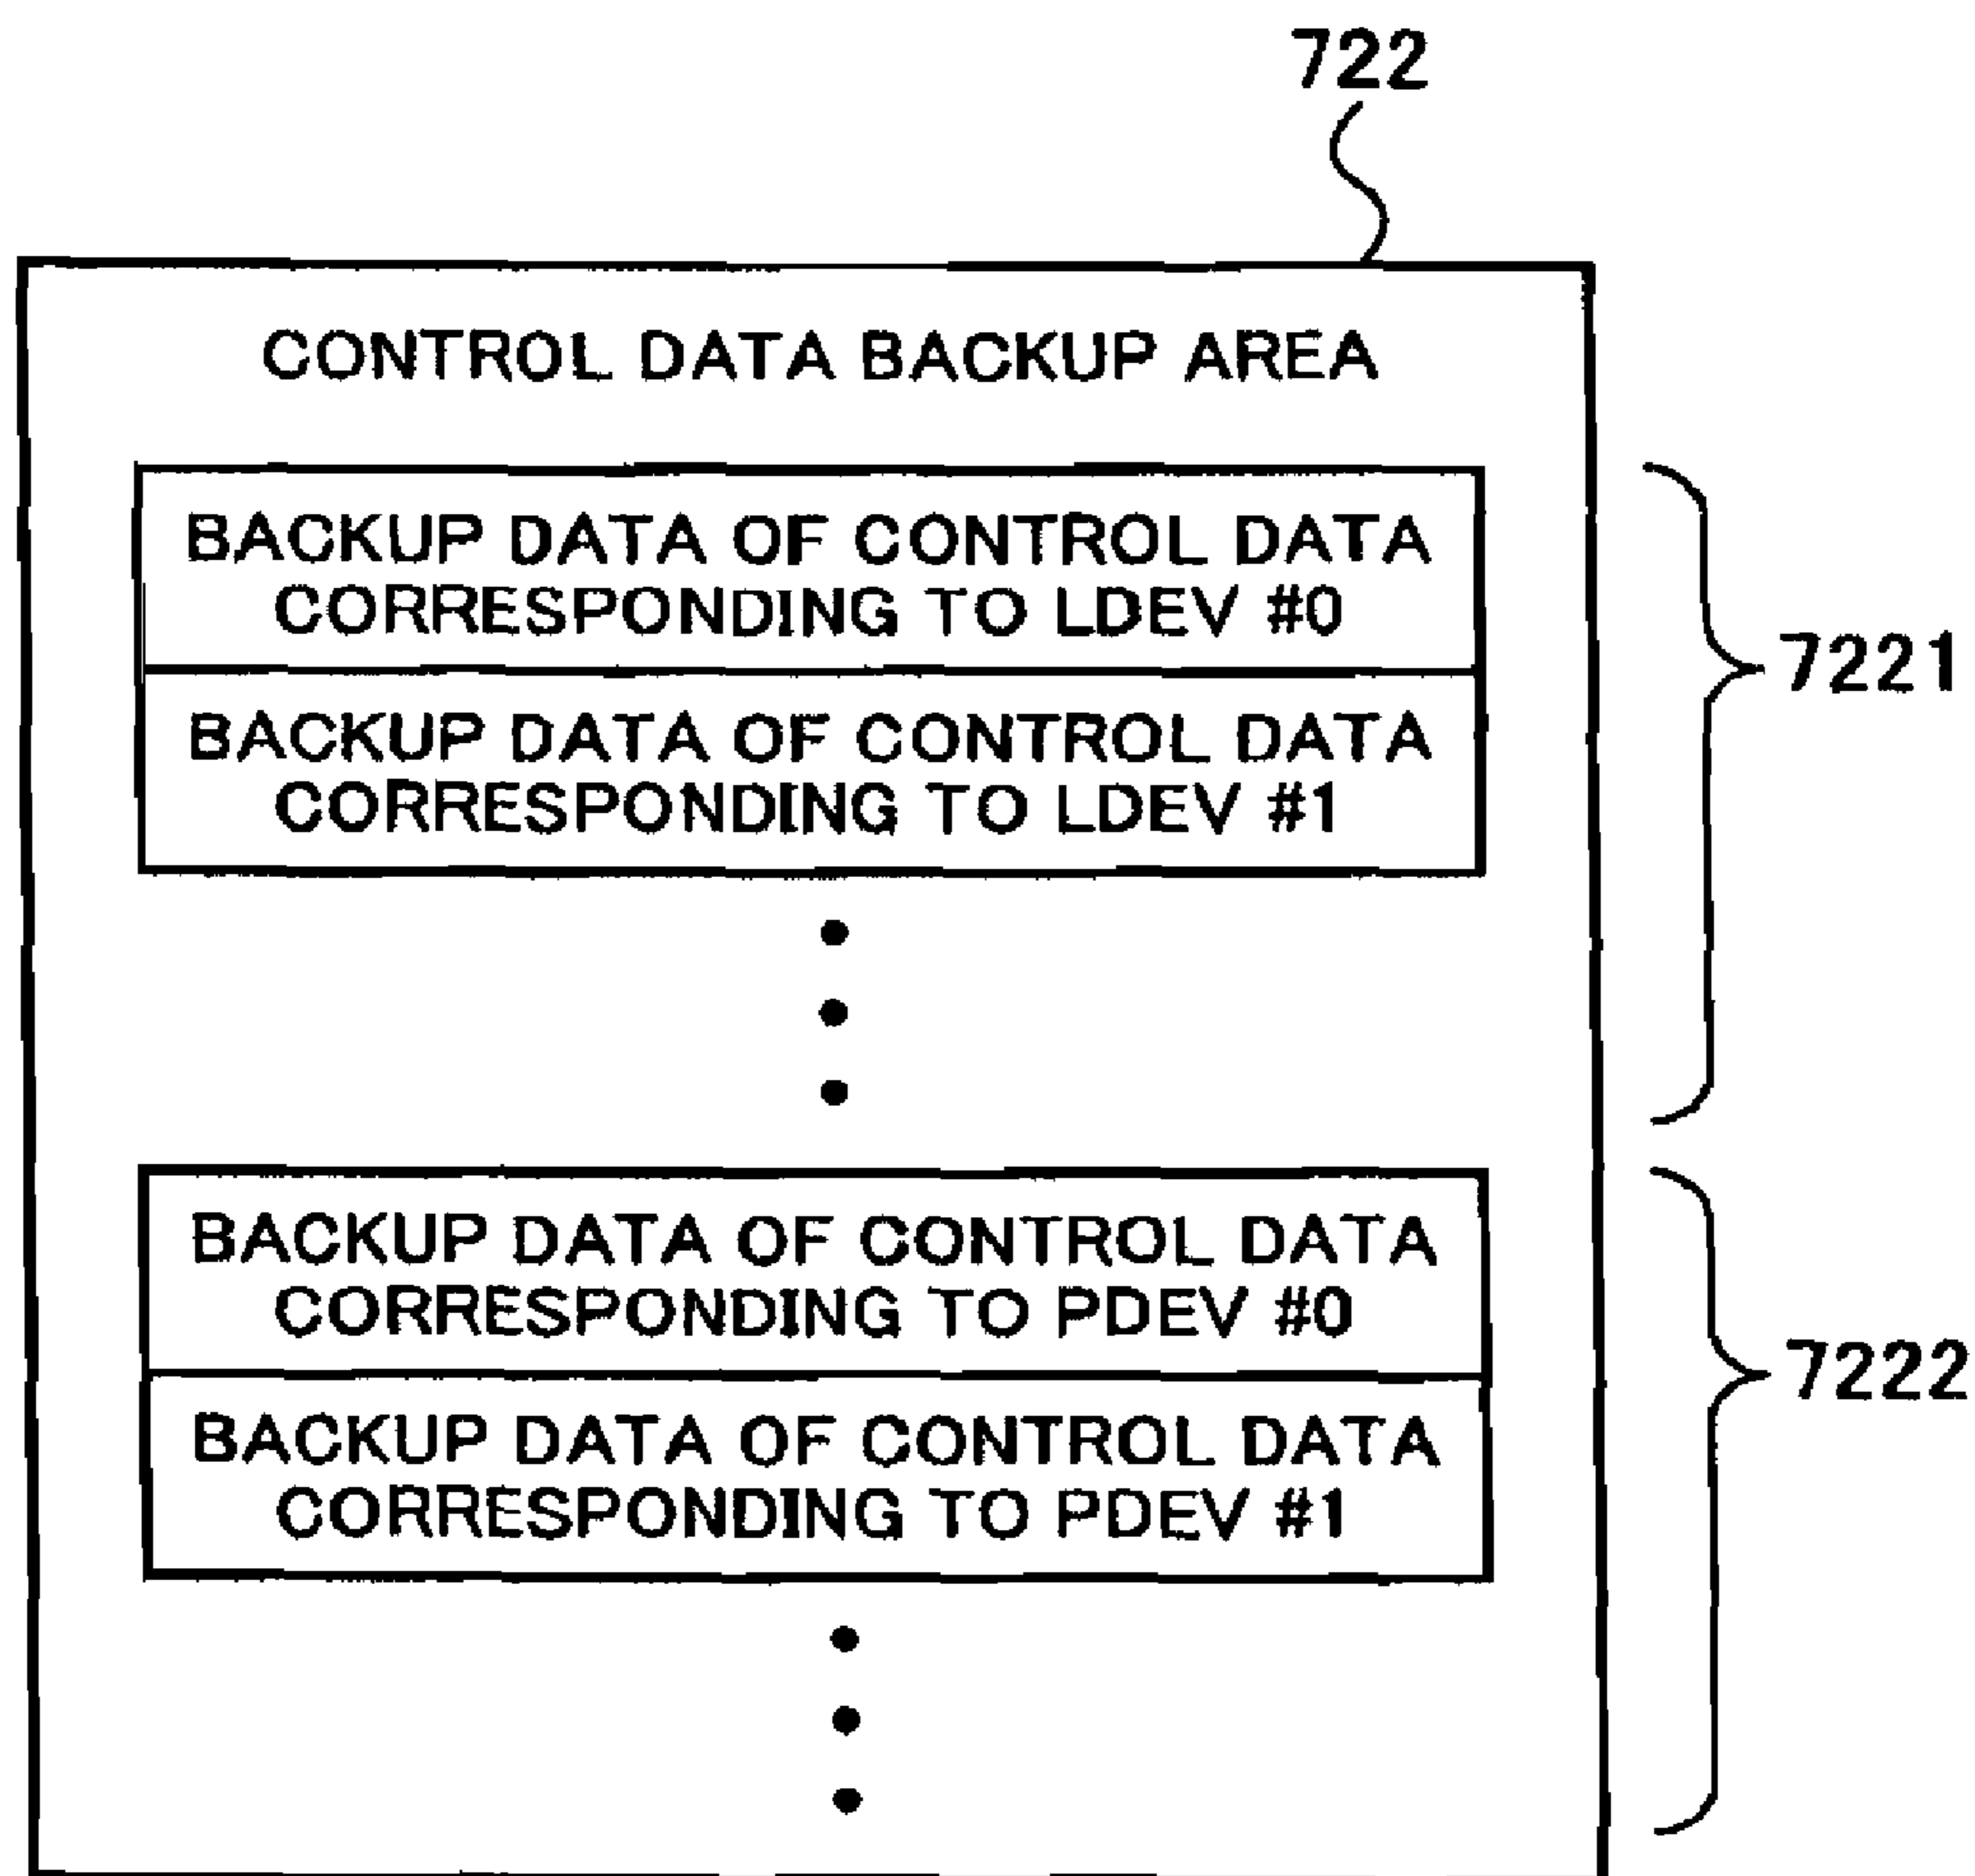 722
CONTROL DATA BACKUP AREA
BACKUP DATA OF CONTROL DATA
CORRESPONDING TO LDEV #0
BACKUP DATA OF CONTROL DATA
CORRESPONDING TO LDEV #1
7221
BACKUP DATA OF CONTROL DATA
CORRESPONDING TO PDEV #0
BACKUP DATA OF CONTROL DATA
CORRESPONDING TO PDEV #1
7222